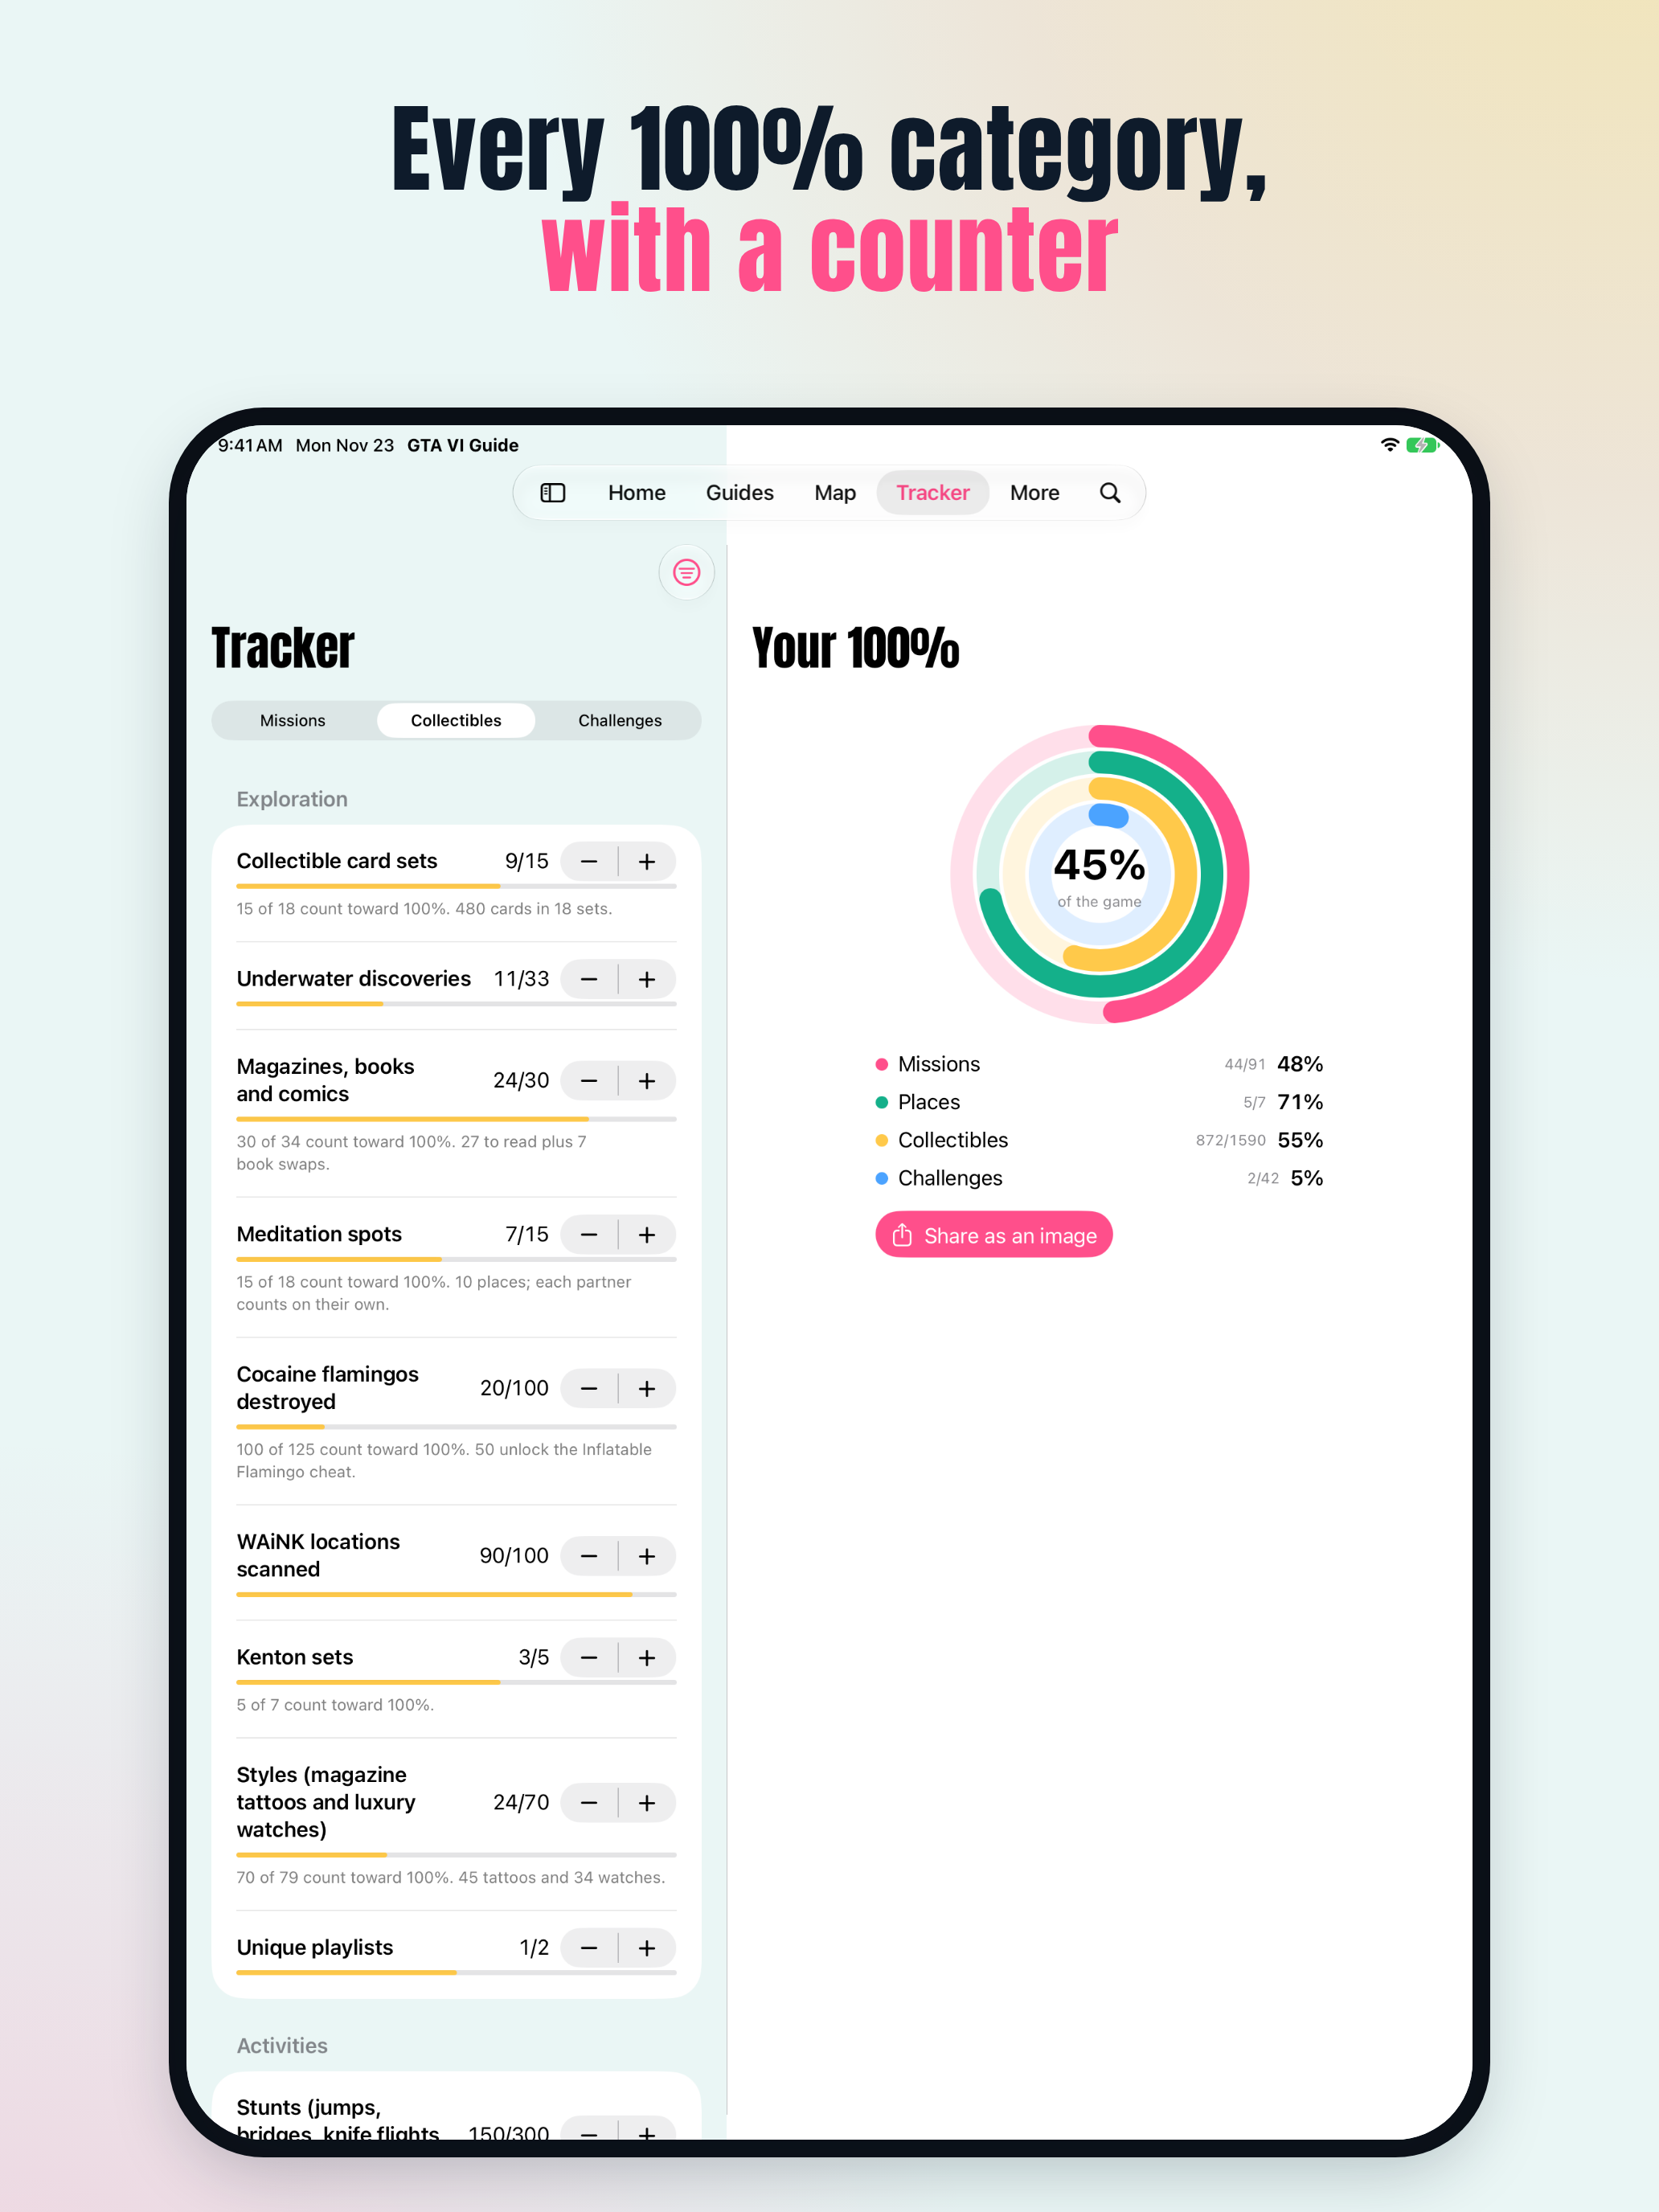 Every 100% category,
with a counter
9:41 AM Mon Nov 23 GTA VI Guide
Home Guides Map Tracker More
Tracker
Missions Collectibles Challenges
Exploration
Collectible card sets 9/15
15 of 18 count toward 100%. 480 cards in 18 sets.
Underwater discoveries 11/33
Magazines, books
and comics
24/30
30 of 34 count toward 100%. 27 to read plus 7
book swaps.
Meditation spots 7/15
15 of 18 count toward 100%. 10 places; each partner
counts on their own.
Cocaine flamingos
destroyed
20/100
100 of 125 count toward 100%. 50 unlock the Inflatable
Flamingo cheat.
WAiNK locations
scanned
90/100
Kenton sets 3/5
5 of 7 count toward 100%.
Styles (magazine
tattoos and luxury
watches)
24/70
70 of 79 count toward 100%. 45 tattoos and 34 watches.
Unique playlists 1/2
Activities
Stunts (jumps,
bridges, knife flights 150/300
Your 100%
45%
of the game
Missions 44/91 48%
Places 5/7 71%
Collectibles 872/1590 55%
Challenges 2/42 5%
Share as an image